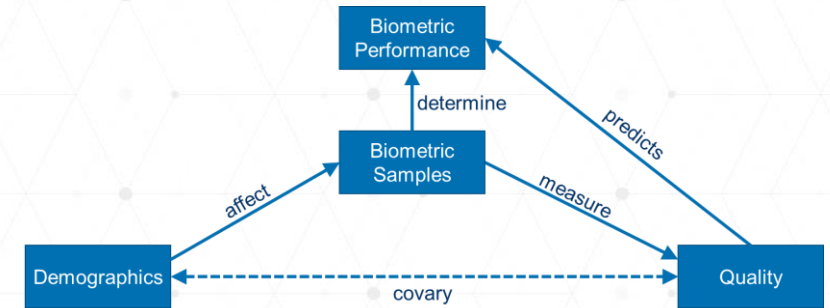 Biometric
Performance
determine
predicts
Biometric
Samples
affect
measure
Demographics
Quality
covary